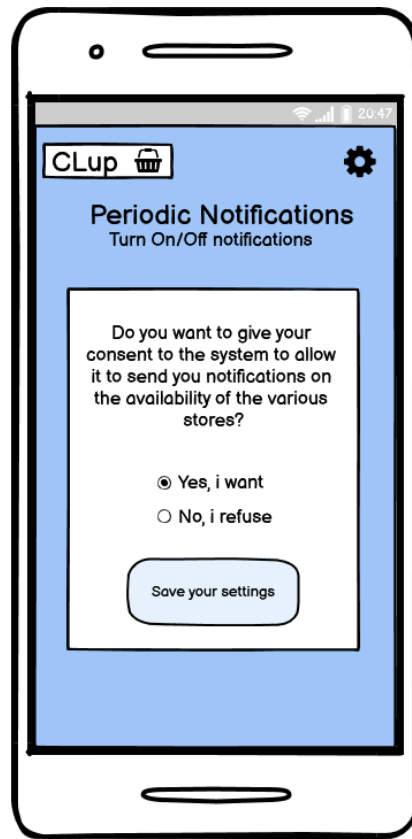 20:47
CLup
Periodic Notifications
Turn On/Off notifications
Do you want to give your
consent to the system to allow
it to send you notifications on
the availability of the various
stores?
Yes, i want
No, i refuse
Save your settings